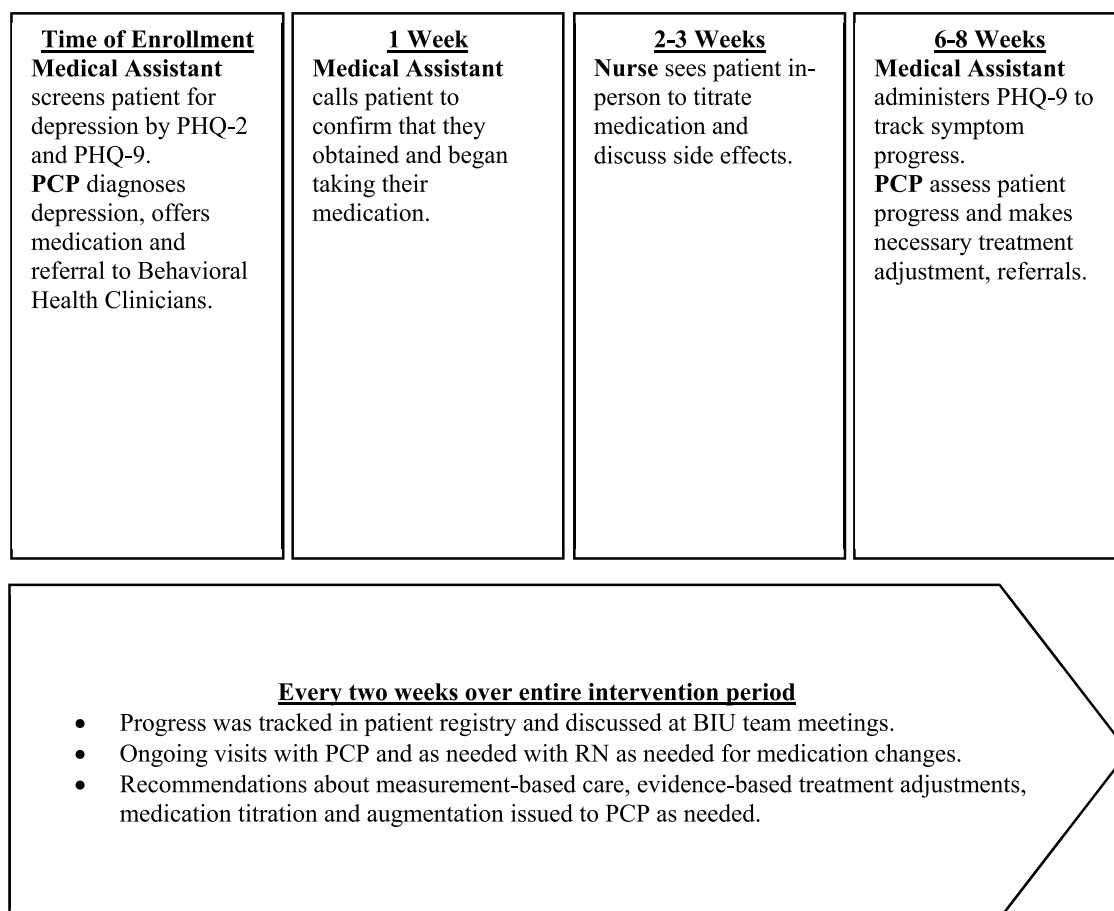 Time of Enrollment
Medical Assistant
screens patient for
depression by PHQ-2
and PHQ-9.
PCP diagnoses
depression, offers
medication and
referral to Behavioral
Health Clinicians.
1 Week
Medical Assistant
calls patient to
confirm that they
obtained and began
taking their
medication.
2-3 Weeks
Nurse sees patient in-
person to titrate
medication and
discuss side effects.
6-8 Weeks
Medical Assistant
administers PHQ-9 to
track symptom
progress.
PCP assess patient
progress and makes
necessary treatment
adjustment, referrals.
Every two weeks over entire intervention period
• Progress was tracked in patient registry and discussed at BIU team meetings.
• Ongoing visits with PCP and as needed with RN as needed for medication changes.
• Recommendations about measurement-based care, evidence-based treatment adjustments,
medication titration and augmentation issued to PCP as needed.